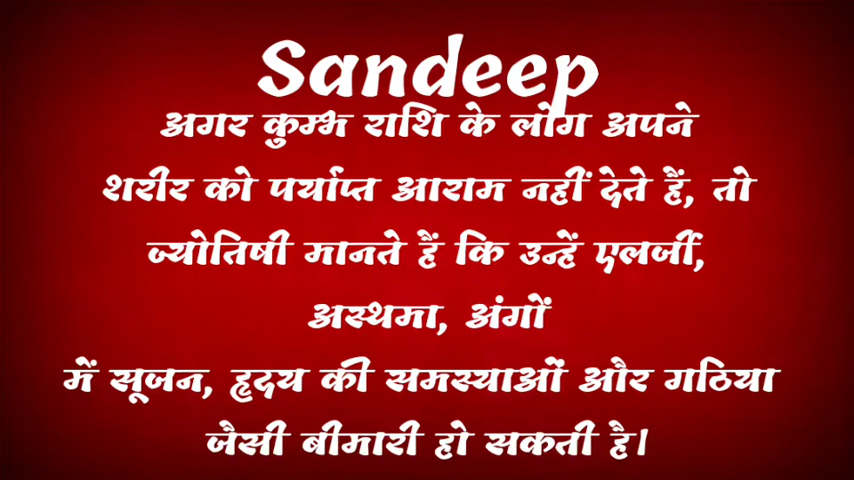 Sandeep
अगर कुम्भ राशि के लोग अपने
शरीर को पर्याप्त आराम नहीं देते हैं, तो
ज्योतिषी मानते हैं कि उन्हें एलर्जी,
अस्थमा, अंगों
में सूजन, हृदय की समस्याओं और गठिया
जैसी बीमारी हो सकती है।